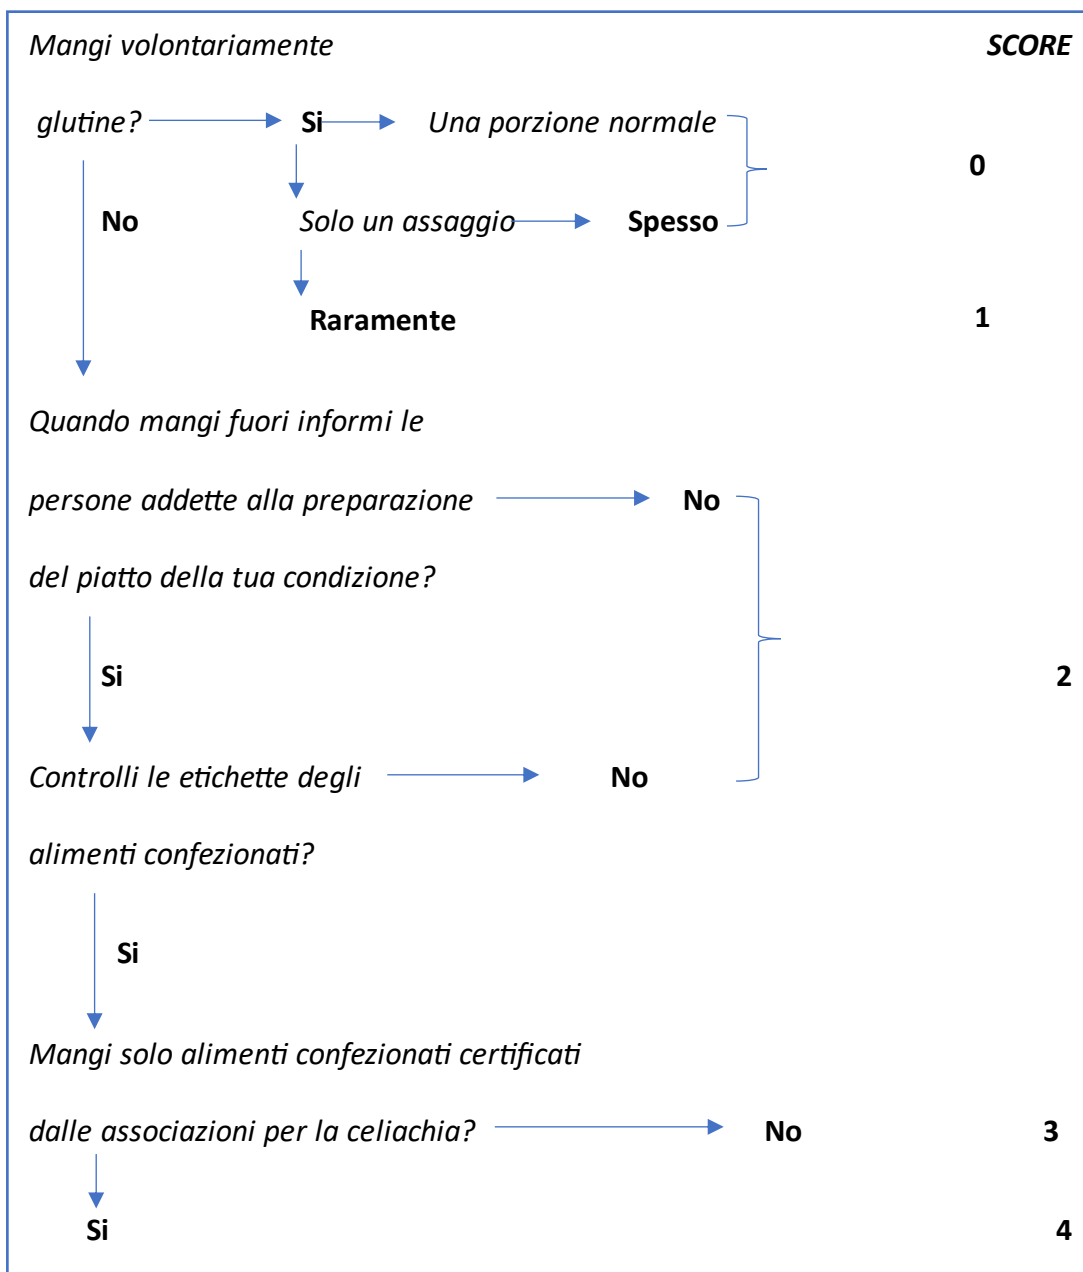 Mangi volontariamente SCORE
glutine? Si Una porzione normale
0
No Solo un assaggio Spesso
Raramente 1
Quando mangi fuori informi le
persone addette alla preparazione No
del piatto della tua condizione?
Si 2
Controlli le etichette degli No
alimenti confezionati?
Si
Mangi solo alimenti confezionati certificati
dalle associazioni per la celiachia? No 3
Si 4